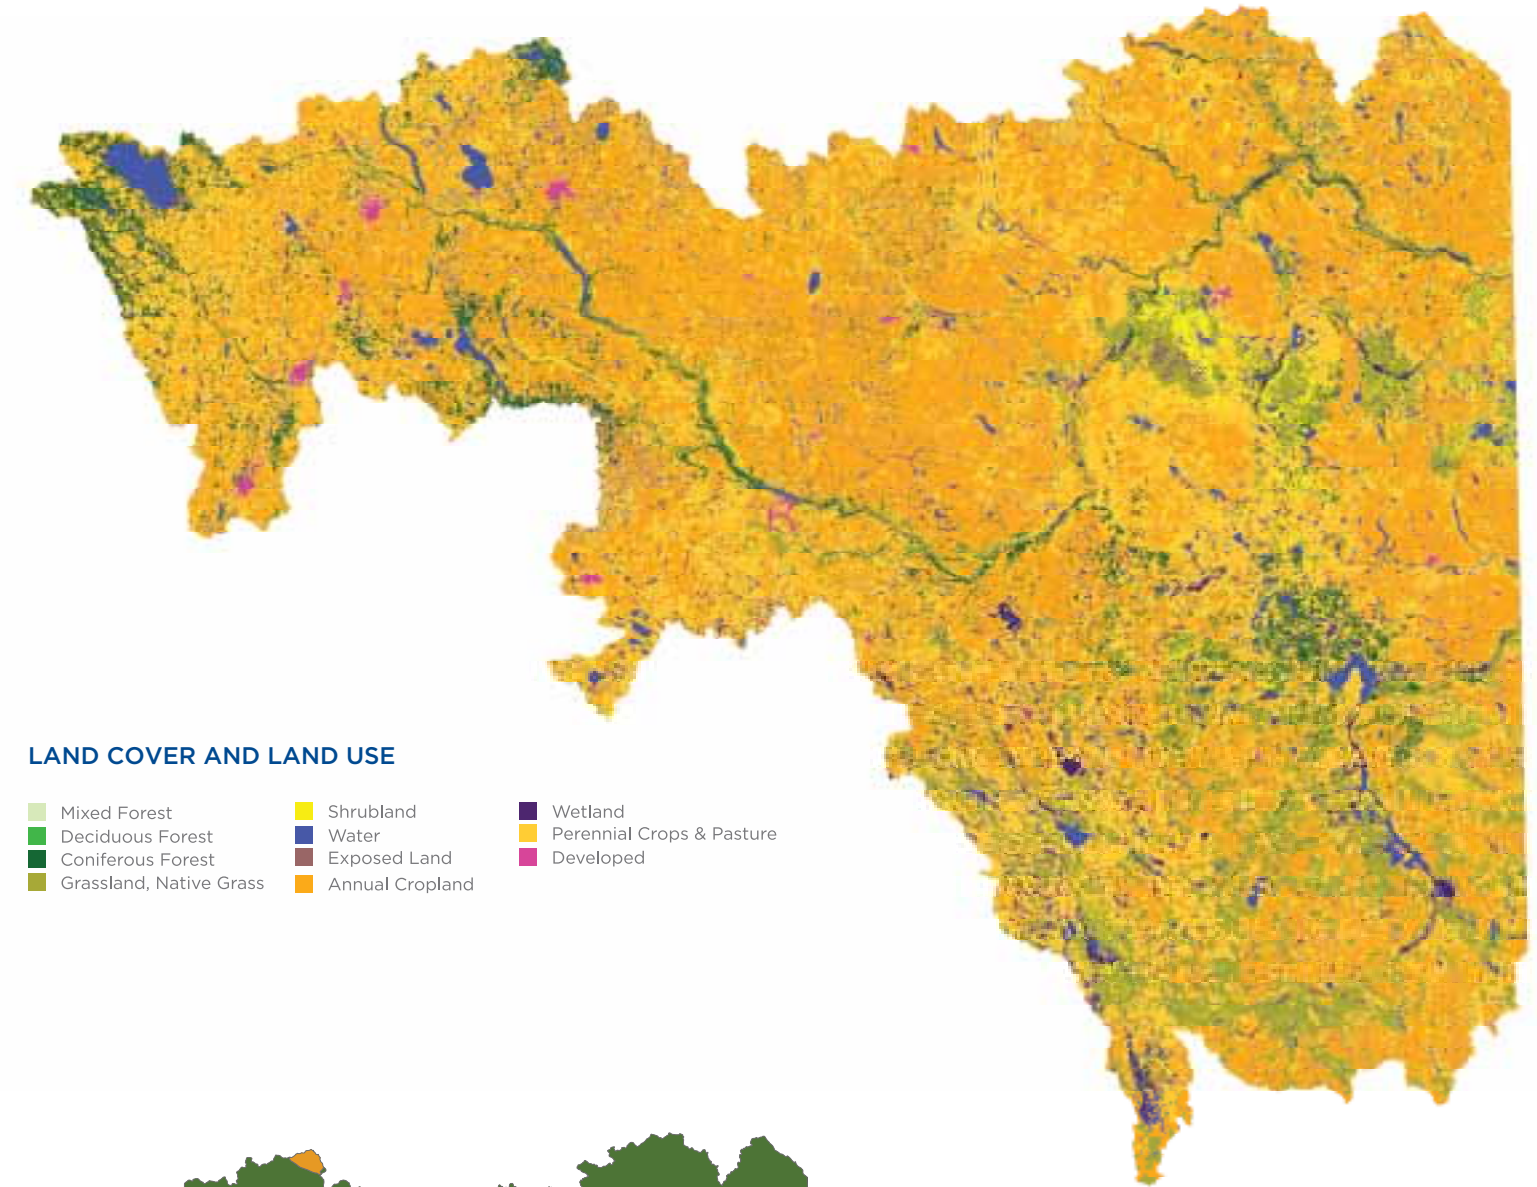 LAND COVER AND LAND USE
Mixed Forest
Deciduous Forest
Coniferous Forest
Grassland, Native Grass
Shrubland
Water
Exposed Land
Annual Cropland
Wetland
Perennial Crops & Pasture
Developed